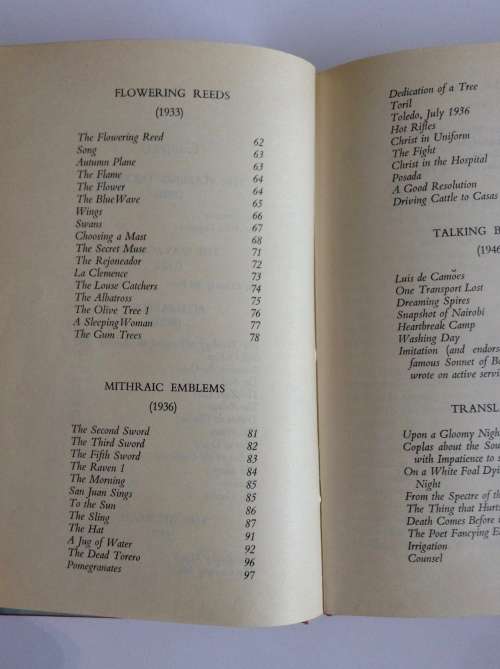 FLOWERING REEDS
(1933)
The Flowering Reed 62
Song 63
Autumn Plane 63
The Flame 64
The Flower 64
The Blue Wave 65
Wings 66
Swans 67
Choosing a Mast 68
The Secret Muse 71
The Rejoneador 72
La Clemence 73
The Louse Catchers 74
The Albatross 75
The Olive Tree 1 76
A Sleeping Woman 77
The Gum Trees 78
MITHRAIC EMBLEMS
(1936)
The Second Sword 81
The Third Sword 82
The Fifth Sword 83
The Raven 1 84
The Morning 85
San Juan Sings 85
To the Sun 86
The Sling 87
The Hat 91
A Jug of Water 92
The Dead Torero 96
Pomegranates 97
Dedication of a Tree
Toril
Toledo, July 1936
Hot Rifles
Christ in Uniform
The Fight
Christ in the Hospital
Posada
A Good Resolution
Driving Cattle to Casas
TALKING B
(1946
Luis de Camões
One Transport Lost
Dreaming Spires
Snapshot of Nairobi
Heartbreak Camp
Washing Day
Imitation (and endors
famous Sonnet of B
wrote on active servi
TRANSL
Upon a Gloomy Nigh
Coplas about the Sou
with Impatience to s
On a White Foal Dyi
Night
From the Spectre of th
The Thing that Hurt
Death Comes Before
The Poet Fancying E
Irrigation
Counsel